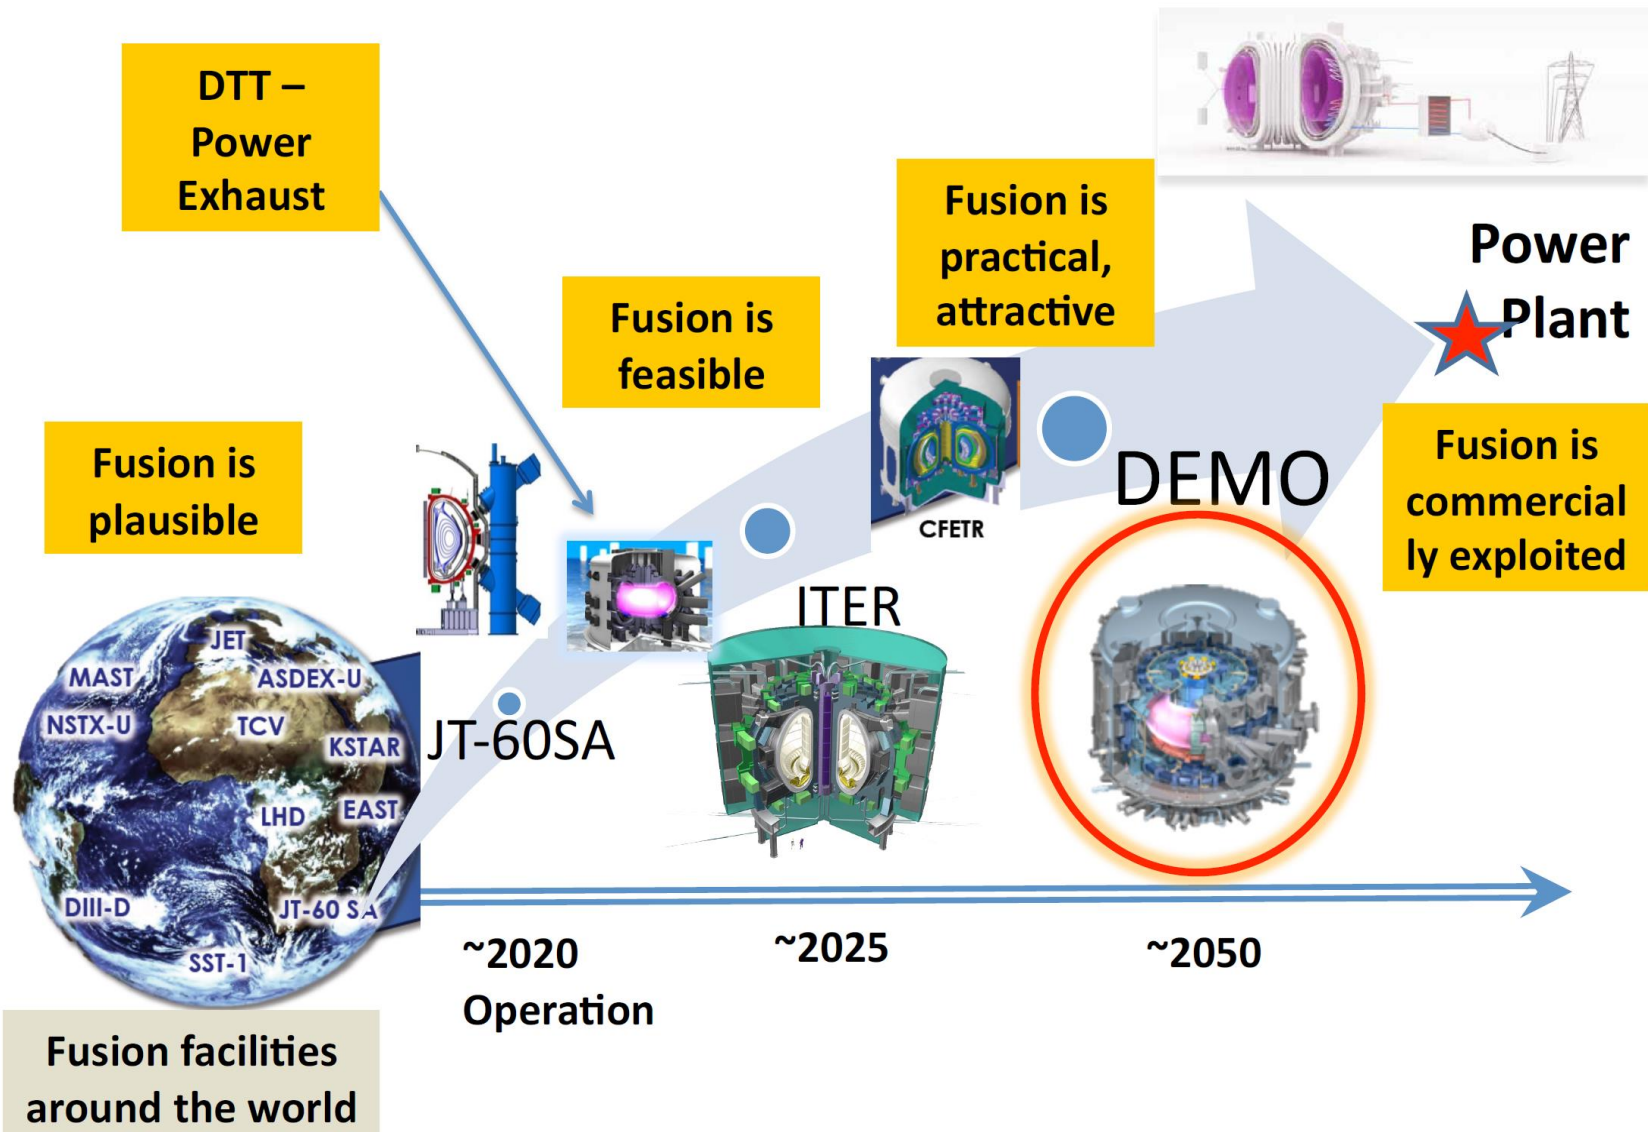 DTT –
Power
Exhaust
Fusion is
practical,
attractive
Power
Plant
Fusion is
feasible
Fusion is
plausible
Fusion is
commercial
ly exploited
DEMO
CFETR
ITER
JT-60SA
JET
MAST
ASDEX-U
NSTX-U
TCV
KSTAR
LHD
EAST
DIII-D
JT-60 SA
SST-1
~2020
Operation
~2025
~2050
Fusion facilities
around the world